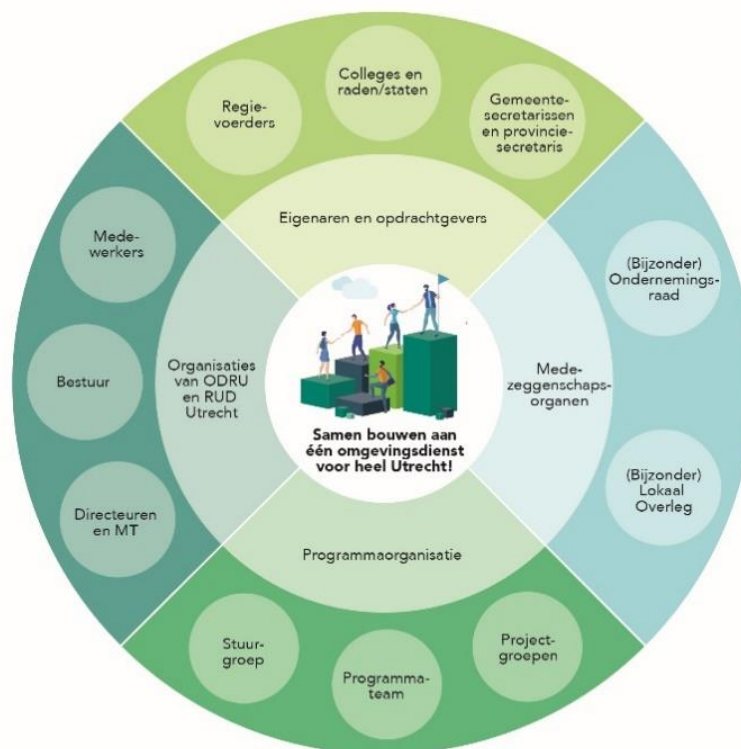 Colleges en
raden/staten
Regie-
voerders
Gemeente-
secretarissen
en provincie-
secretaris
Eigenaren en opdrachtgevers
Mede-
werkers
Bestuur
Directeuren
en MT
Organisaties
van ODRU
en RUD
Utrecht
Samen bouwen aan
één omgevingsdienst
voor heel Utrecht!
Mede-
zeggenschaps-
organen
(Bijzonder)
Ondernemings-
raad
(Bijzonder)
Lokaal
Overleg
Programmaorganisatie
Stuur-
groep
Programma-
team
Project-
groepen